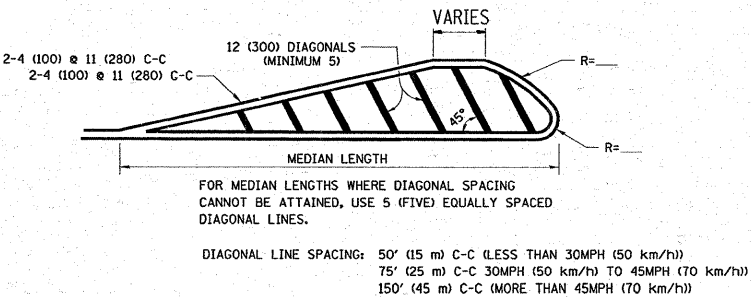 VARIES
12 (300) DIAGONALS
(MINIMUM 5)
2-4 (100) @ 11 (280) C-C
2-4 (100) @ 11 (280) C-C
R=___
45°
R=___
MEDIAN LENGTH
FOR MEDIAN LENGTHS WHERE DIAGONAL SPACING
CANNOT BE ATTAINED, USE 5 (FIVE) EQUALLY SPACED
DIAGONAL LINES.
DIAGONAL LINE SPACING: 50' (15 m) C-C (LESS THAN 30MPH (50 km/h))
75' (25 m) C-C 30MPH (50 km/h) TO 45MPH (70 km/h))
150' (45 m) C-C (MORE THAN 45MPH (70 km/h))